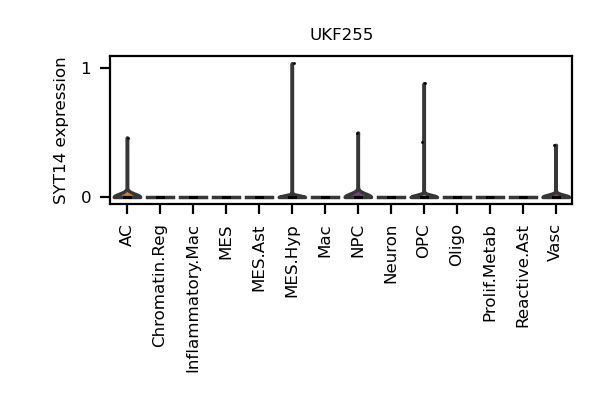 UKF255
SYT14 expression
1
0
AC
Chromatin.Reg
Inflammatory.Mac
MES
MES.Ast
MES.Hyp
Mac
NPC
Neuron
OPC
Oligo
Prolif.Metab
Reactive.Ast
Vasc